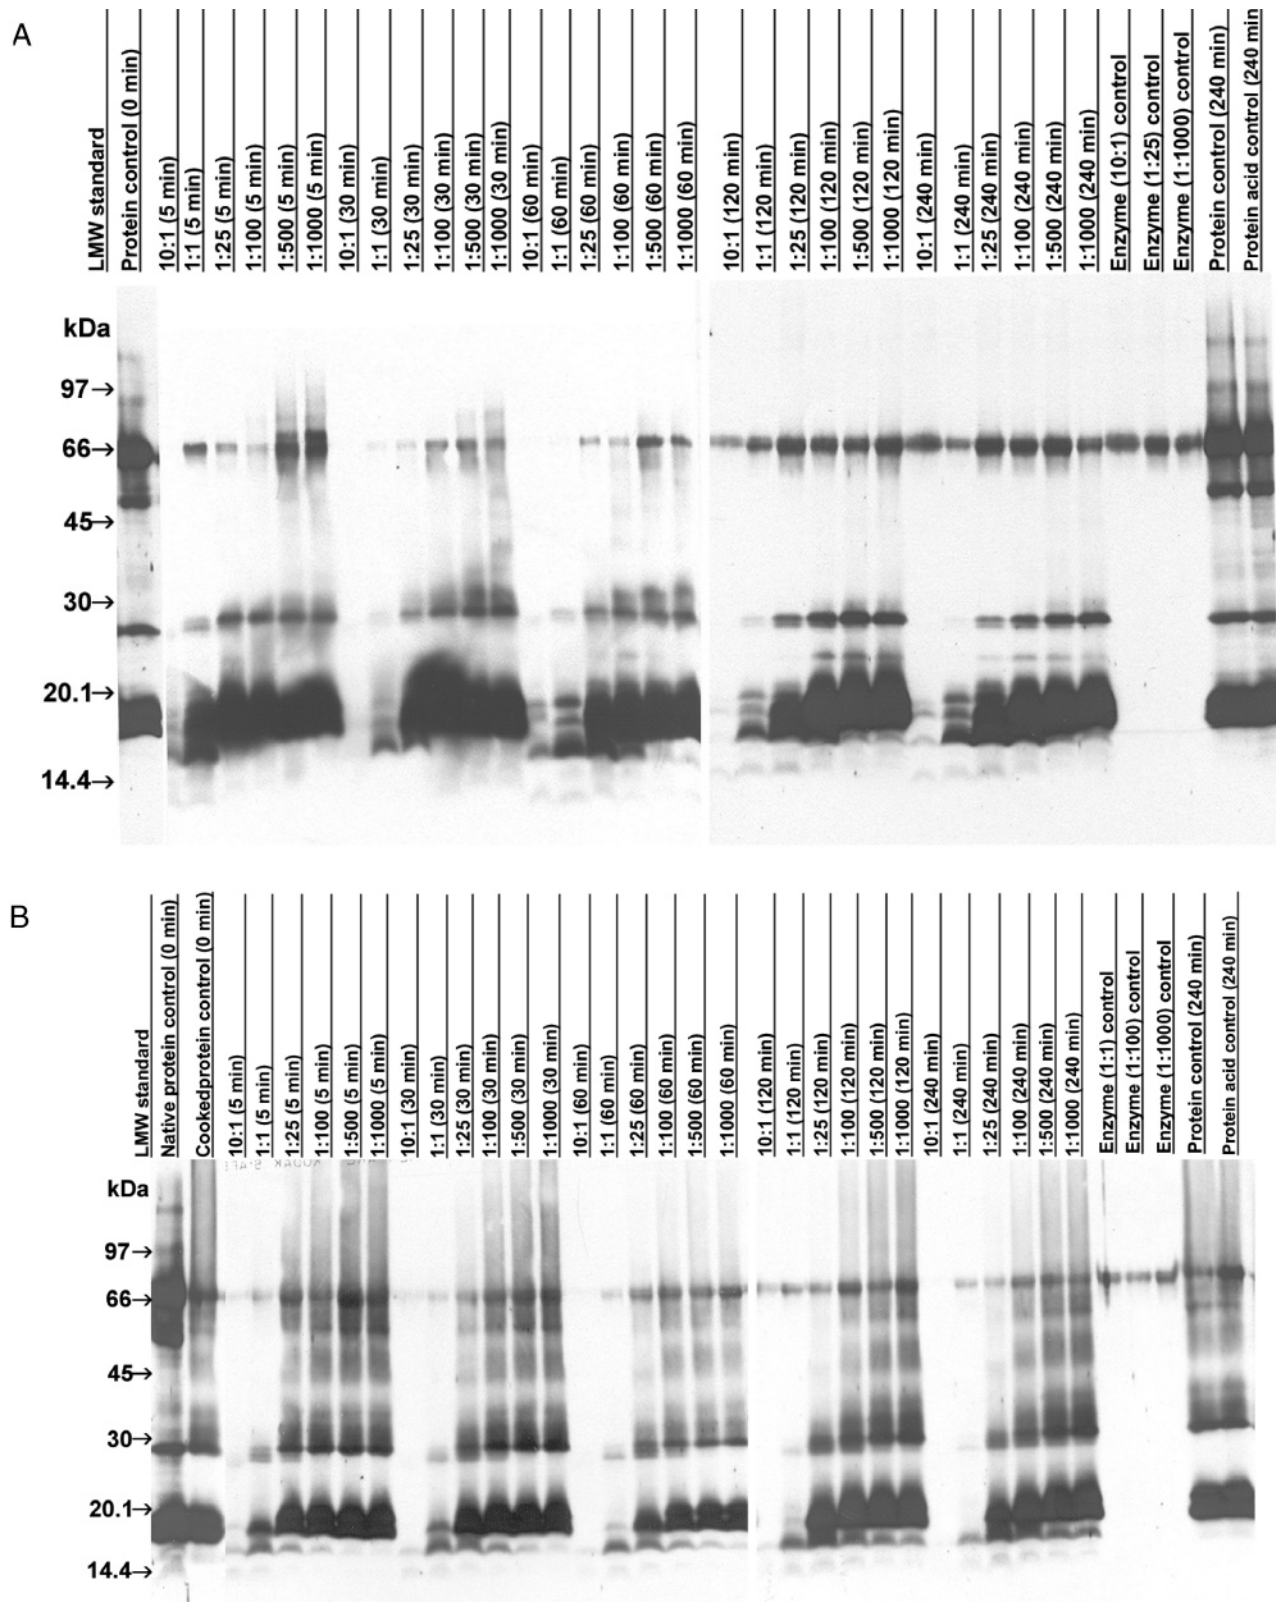 A
LMW standard
Protein control (0 min)
10:1 (5 min)
1:1 (5 min)
1:25 (5 min)
1:100 (5 min)
1:500 (5 min)
1:1000 (5 min)
10:1 (30 min)
1:1 (30 min)
1:25 (30 min)
1:100 (30 min)
1:500 (30 min)
1:1000 (30 min)
10:1 (60 min)
1:1 (60 min)
1:25 (60 min)
1:100 (60 min)
1:500 (60 min)
1:1000 (60 min)
10:1 (120 min)
1:1 (120 min)
1:25 (120 min)
1:100 (120 min)
1:500 (120 min)
1:1000 (120 min)
10:1 (240 min)
1:1 (240 min)
1:25 (240 min)
1:100 (240 min)
1:500 (240 min)
1:1000 (240 min)
Enzyme (10:1) control
Enzyme (1:25) control
Enzyme (1:1000) control
Protein control (240 min)
Protein acid control (240 min
kDa
97→
66→
45→
30→
20.1→
14.4→
B
LMW standard
Native protein control (0 min)
Cookedprotein control (0 min)
10:1 (5 min)
1:1 (5 min)
1:25 (5 min)
1:100 (5 min)
1:500 (5 min)
1:1000 (5 min)
10:1 (30 min)
1:1 (30 min)
1:25 (30 min)
1:100 (30 min)
1:500 (30 min)
1:1000 (30 min)
10:1 (60 min)
1:1 (60 min)
1:25 (60 min)
1:100 (60 min)
1:500 (60 min)
1:1000 (60 min)
10:1 (120 min)
1:1 (120 min)
1:25 (120 min)
1:100 (120 min)
1:500 (120 min)
1:1000 (120 min)
10:1 (240 min)
1:1 (240 min)
1:25 (240 min)
1:100 (240 min)
1:500 (240 min)
1:1000 (240 min)
Enzyme (1:1) control
Enzyme (1:100) control
Enzyme (1:1000) control
Protein control (240 min)
Protein acid control (240 min)
kDa
97→
66→
45→
30→
20.1→
14.4→